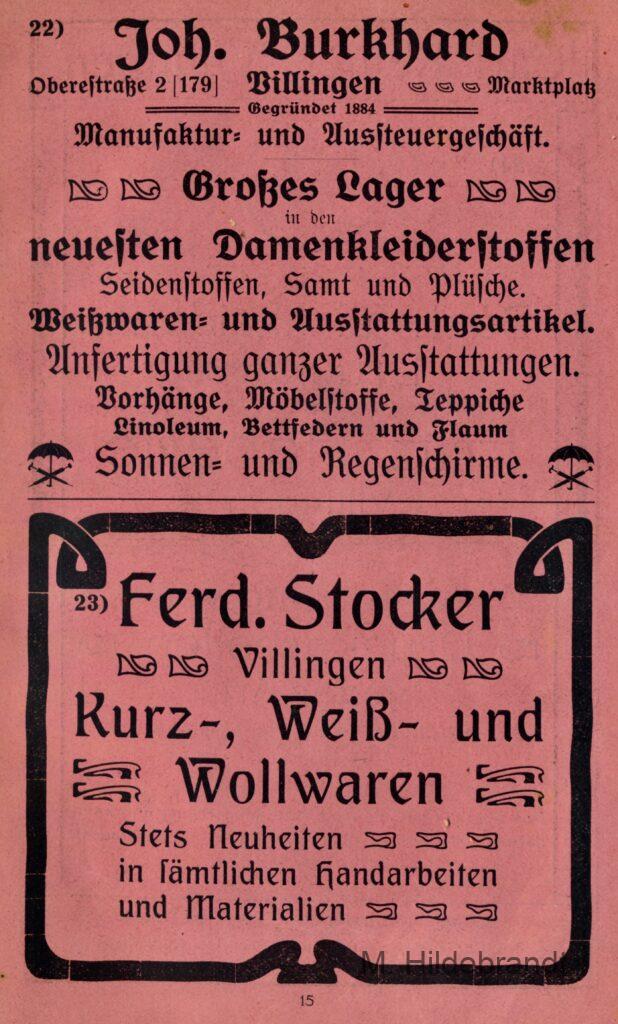 22) Joh. Burkhard
Obereſtraße 2 [179] Villingen Marktplatz
Gegründet 1884
Manufaktur- und Ausſteuergeſchäft.
Großes Lager
in den
neueſten Damenkleiderſtoffen
Seidenſtoffen, Samt und Plüſche.
Weißwaren- und Ausſtattungsartikel.
Anfertigung ganzer Ausſtattungen.
Vorhänge, Möbelſtoffe, Teppiche
Linoleum, Bettfedern und Flaum
Sonnen- und Regenſchirme.
23) Ferd. Stocker
Villingen
Kurz-, Weiß- und
Wollwaren
Stets Neuheiten
in ſämtlichen Handarbeiten
und Materialien
M. Hildebrandt
15